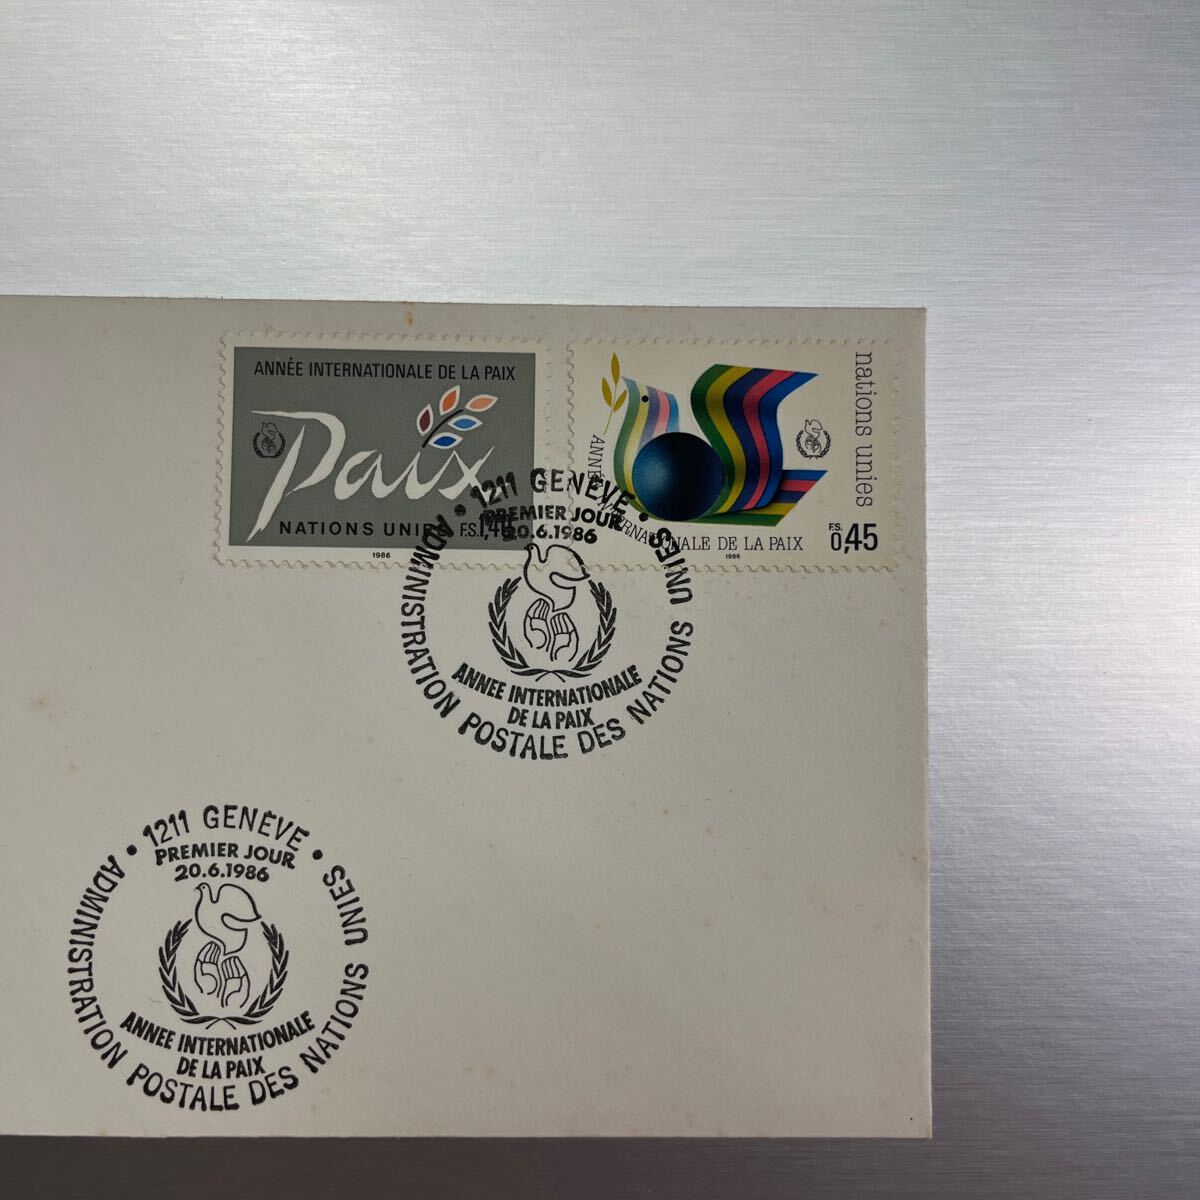 ANNÉE INTERNATIONALE DE LA PAIX
Paix
NATIONS UNIES F.S.1,40
1986
nations unies
ANNÉE INTERNATIONALE DE LA PAIX
1986
F.S.
0,45
1211 GENÈVE
PREMIER JOUR
20.6.1986
ANNEE INTERNATIONALE
DE LA PAIX
ADMINISTRATION POSTALE DES NATIONS UNIES
1211 GENÈVE
PREMIER JOUR
20.6.1986
ANNEE INTERNATIONALE
DE LA PAIX
ADMINISTRATION POSTALE DES NATIONS UNIES